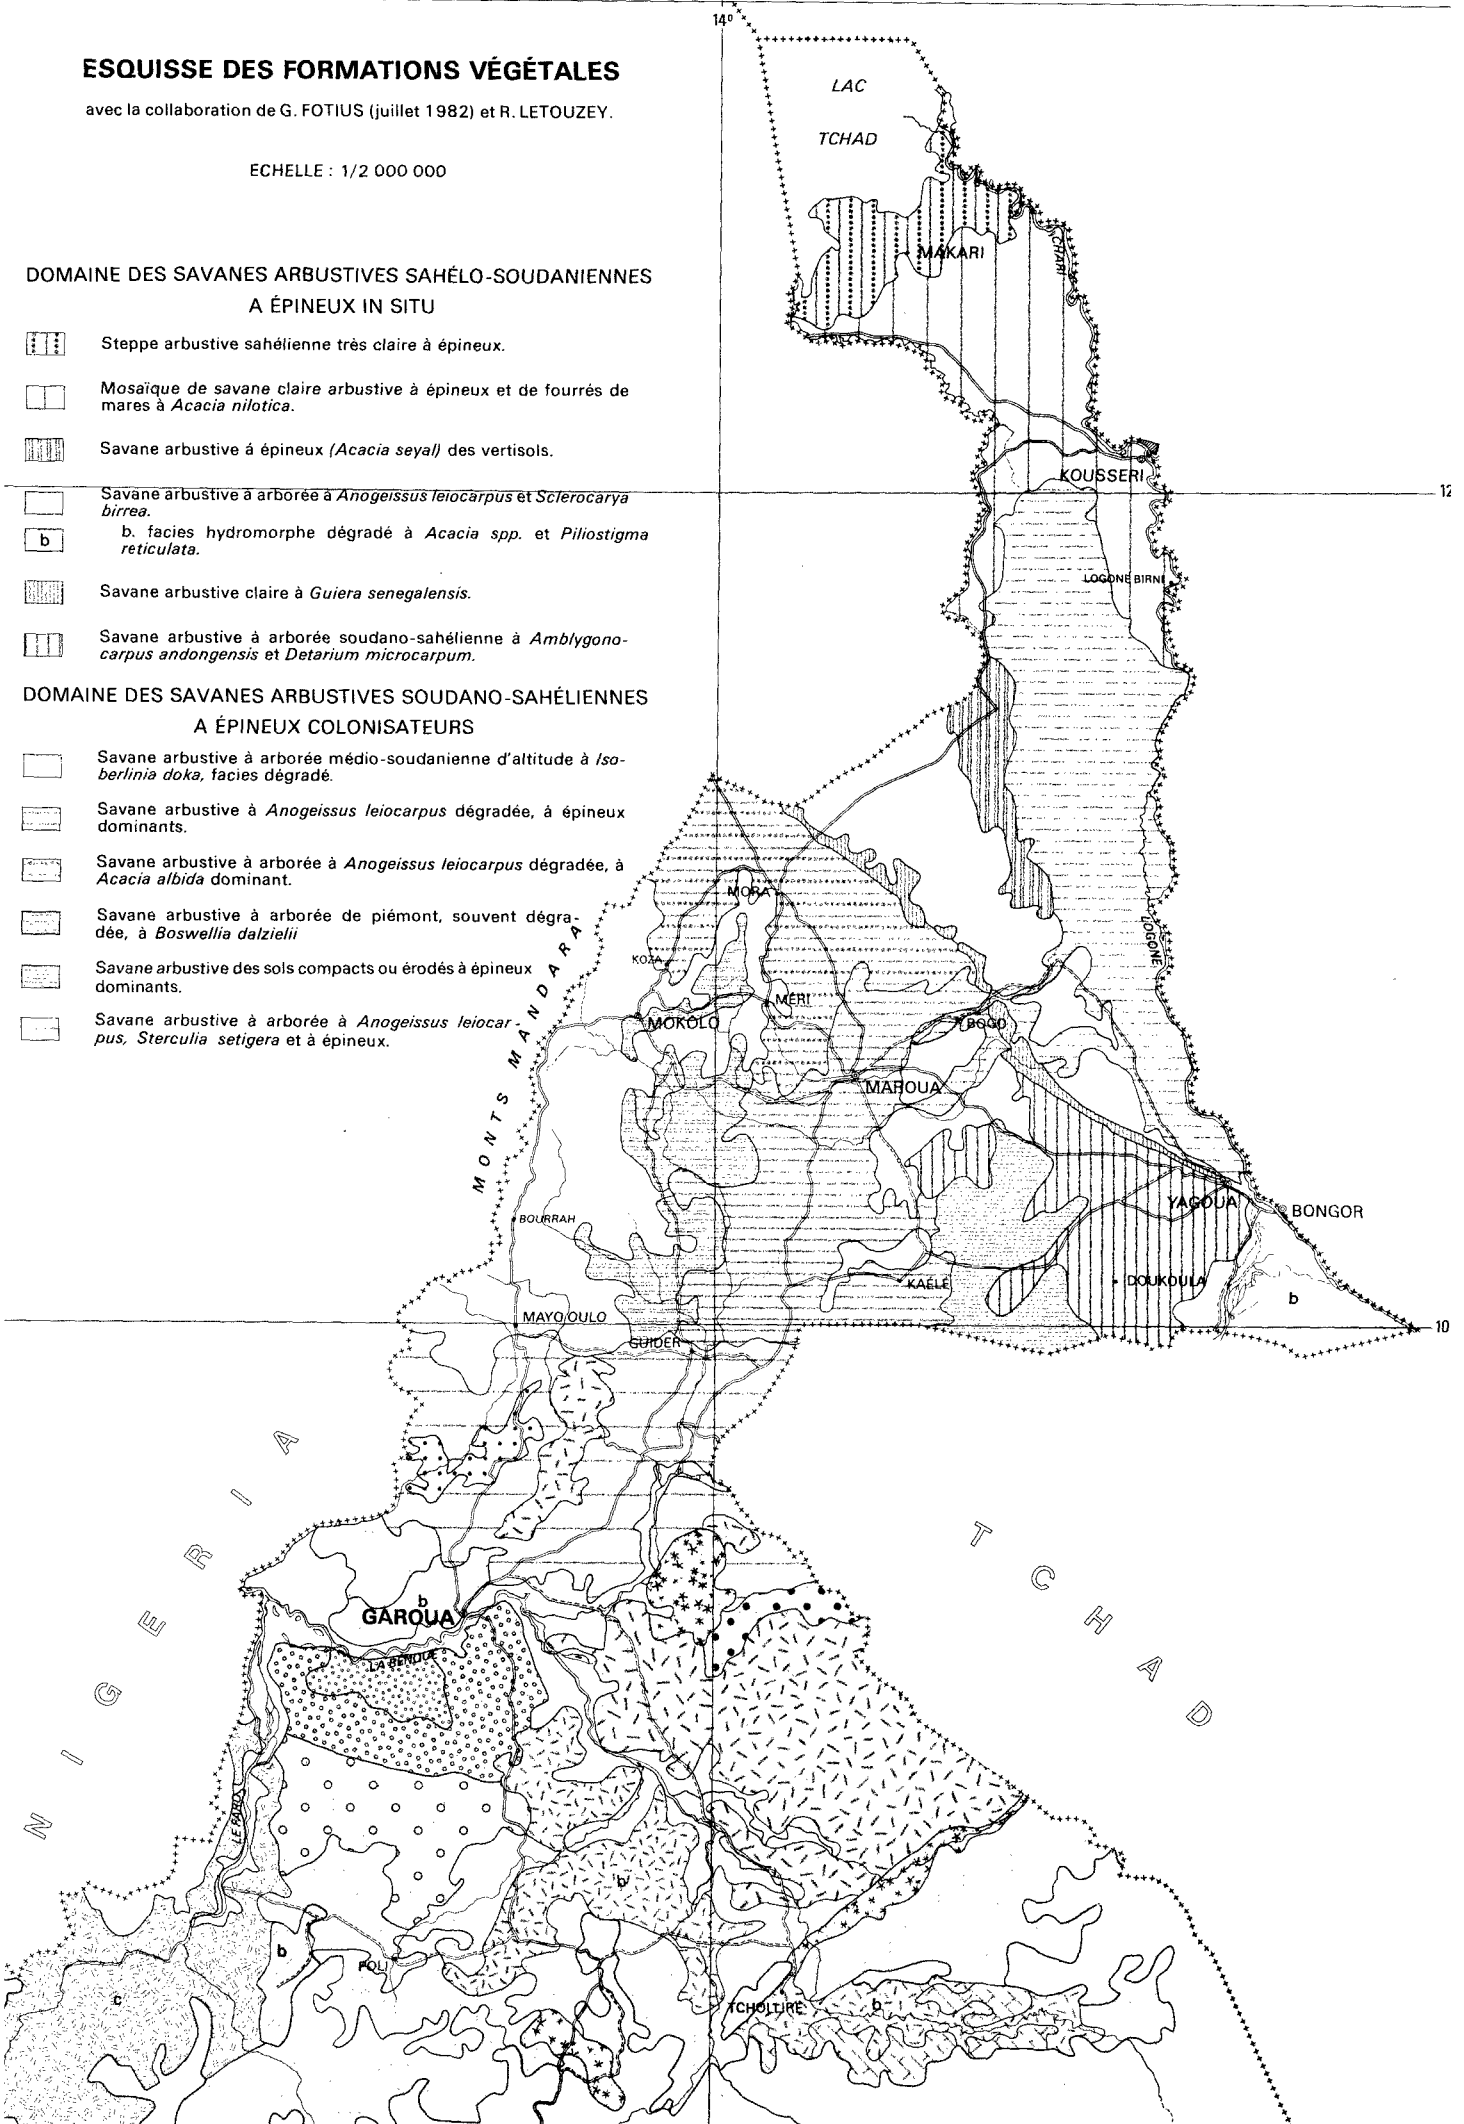 ESQUISSE DES FORMATIONS VÉGÉTALES
avec la collaboration de G. FOTIUS (juillet 1982) et R. LETOUZEY.
ECHELLE : 1/2 000 000
DOMAINE DES SAVANES ARBUSTIVES SAHÉLO-SOUDANIENNES
A ÉPINEUX IN SITU
Steppe arbustive sahélienne très claire à épineux.
Mosaïque de savane claire arbustive à épineux et de fourrés de
mares à Acacia nilotica.
Savane arbustive á épineux (Acacia seyal) des vertisols.
Savane arbustive à arborée à Anogeissus leiocarpus et Sclerocarya
birrea.
b
b. facies hydromorphe dégradé à Acacia spp. et Piliostigma
reticulata.
Savane arbustive claire à Guiera senegalensis.
Savane arbustive à arborée soudano-sahélienne à Amblygono-
carpus andongensis et Detarium microcarpum.
DOMAINE DES SAVANES ARBUSTIVES SOUDANO-SAHÉLIENNES
A ÉPINEUX COLONISATEURS
Savane arbustive à arborée médio-soudanienne d'altitude à Iso-
berlinia doka, facies dégradé.
Savane arbustive à Anogeissus leiocarpus dégradée, à épineux
dominants.
Savane arbustive à arborée à Anogeissus leiocarpus dégradée, à
Acacia albida dominant.
Savane arbustive à arborée de piémont, souvent dégra-
dée, à Boswellia dalzielii
Savane arbustive des sols compacts ou érodés à épineux
dominants.
Savane arbustive à arborée à Anogeissus leiocar-
pus, Sterculia setigera et à épineux.
14°
LAC
TCHAD
MAKARI
CHARI
KOUSSERI
12
LOGONE BIRNI
MORA
LOGONE
KOZA
MERI
MOKOLO
BOGO
MONTS MANDARA
MAROUA
YAGOUA
BONGOR
BOURRAH
KAELE
DOUKOULA
b
MAYO OULO
10
GUIDER
NIGERIA
TCHAD
b
GAROUA
LA BENOUE
LE FARO
b
b
POLI
c
TCHOLLIRE
b